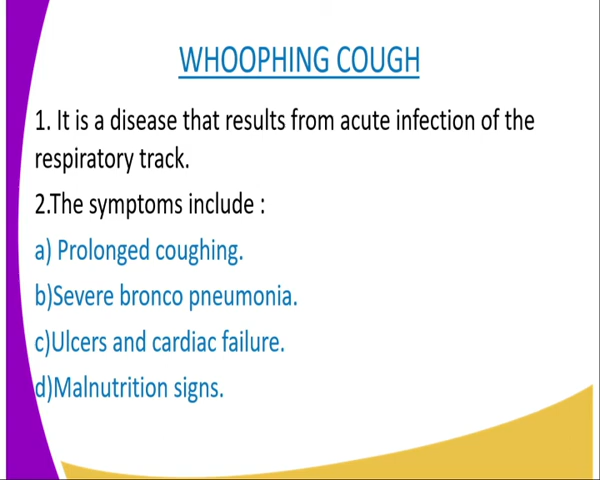 WHOOPHING COUGH
1. It is a disease that results from acute infection of the
respiratory track.
2.The symptoms include :
a) Prolonged coughing.
b)Severe bronco pneumonia.
c)Ulcers and cardiac failure.
d)Malnutrition signs.